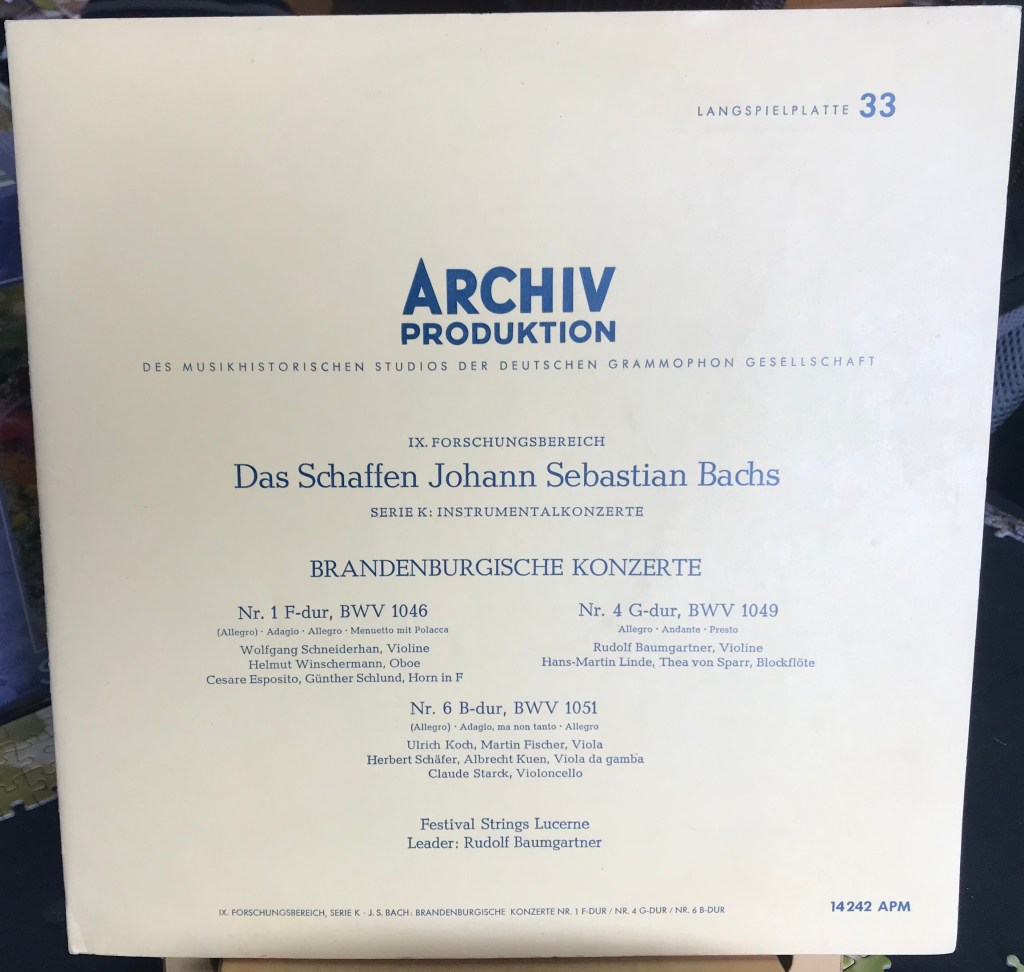 LANGSPIELPLATTE 33
ARCHIV
PRODUKTION
DES MUSIKHISTORISCHEN STUDIOS DER DEUTSCHEN GRAMMOPHON GESELLSCHAFT
IX. FORSCHUNGSBEREICH
Das Schaffen Johann Sebastian Bachs
SERIE K: INSTRUMENTALKONZERTE
BRANDENBURGISCHE KONZERTE
Nr. 1 F-dur, BWV 1046
(Allegro) · Adagio · Allegro · Menuetto mit Polacca
Wolfgang Schneiderhan, Violine
Helmut Winschermann, Oboe
Cesare Esposito, Günther Schlund, Horn in F
Nr. 4 G-dur, BWV 1049
Allegro · Andante · Presto
Rudolf Baumgartner, Violine
Hans-Martin Linde, Thea von Sparr, Blockflöte
Nr. 6 B-dur, BWV 1051
(Allegro) · Adagio, ma non tanto · Allegro
Ulrich Koch, Martin Fischer, Viola
Herbert Schäfer, Albrecht Kuen, Viola da gamba
Claude Starck, Violoncello
Festival Strings Lucerne
Leader: Rudolf Baumgartner
IX. FORSCHUNGSBEREICH, SERIE K · J. S. BACH: BRANDENBURGISCHE KONZERTE NR. 1 F-DUR / NR. 4 G-DUR / NR. 6 B-DUR
14242 APM